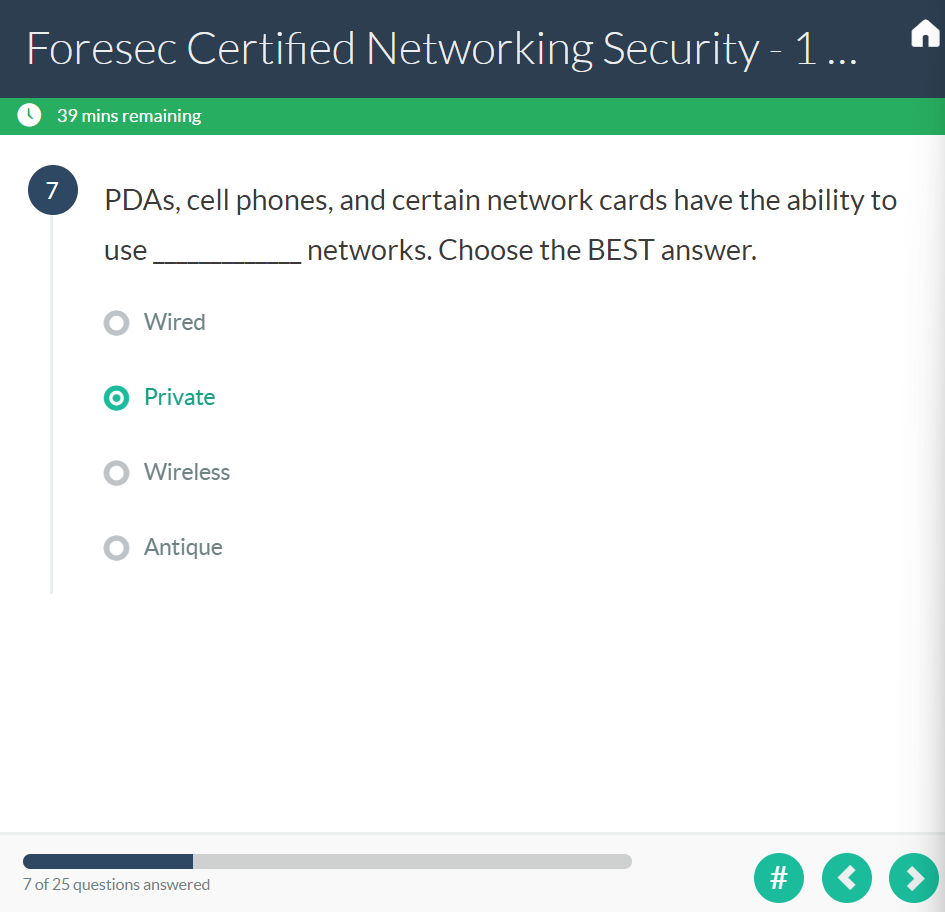 Foresec Certified Networking Security - 1 ...
39 mins remaining
7
PDAs, cell phones, and certain network cards have the ability to
use _____________ networks. Choose the BEST answer.
Wired
Private
Wireless
Antique
7 of 25 questions answered
#